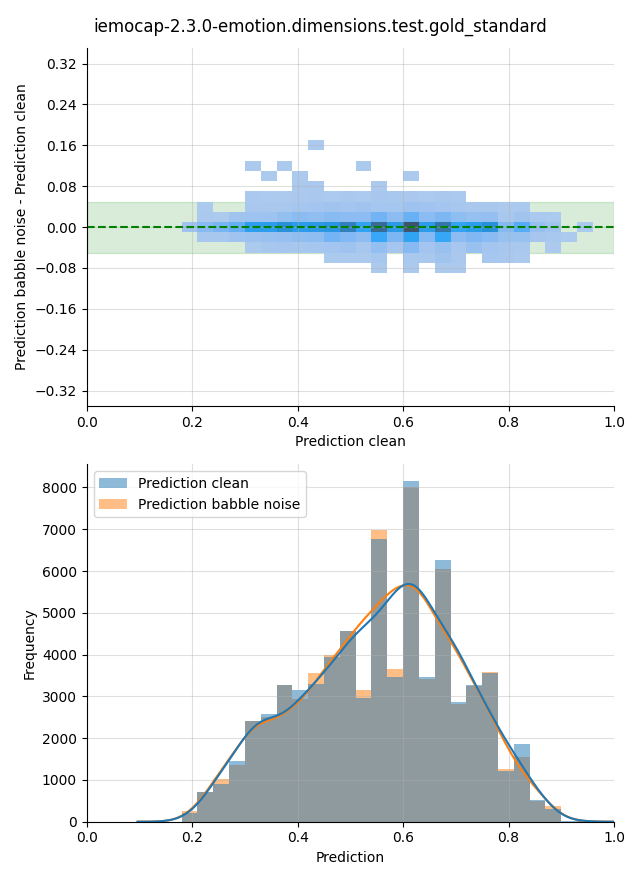 iemocap-2.3.0-emotion.dimensions.test.gold_standard
Prediction babble noise - Prediction clean
0.32
0.24
0.16
0.08
0.00
−0.08
−0.16
−0.24
−0.32
0.0 0.2 0.4 0.6 0.8 1.0
Prediction clean
Frequency
8000
7000
6000
5000
4000
3000
2000
1000
0
Prediction clean
Prediction babble noise
0.0 0.2 0.4 0.6 0.8 1.0
Prediction